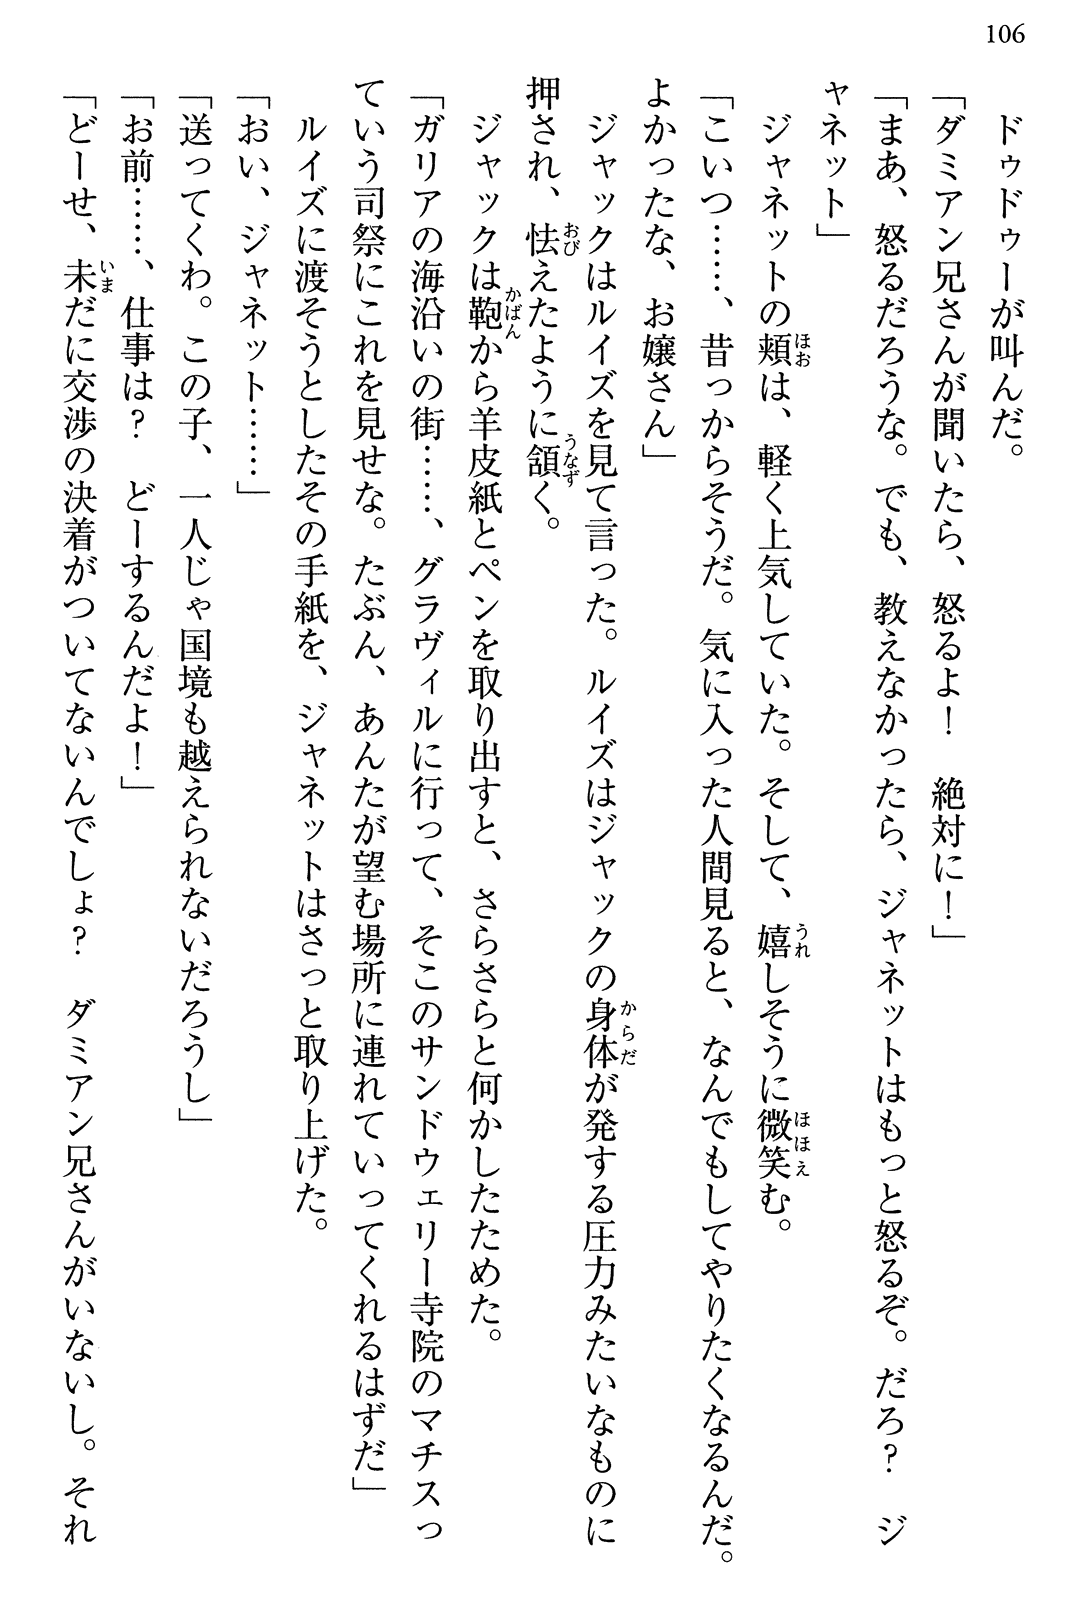 106
　ドゥドゥーが叫んだ。
「ダミアン兄さんが聞いたら、怒るよ！　絶対に！」
「まあ、怒るだろうな。でも、教えなかったら、ジャネットはもっと怒るぞ。だろ？　ジ
ャネット」
　ジャネットの頬は、軽く上気していた。そして、嬉しそうに微笑む。
「こいつ……、昔っからそうだ。気に入った人間見ると、なんでもしてやりたくなるんだ。
よかったな、お嬢さん」
　ジャックはルイズを見て言った。ルイズはジャックの身体が発する圧力みたいなものに
押され、怯えたように頷く。
　ジャックは鞄から羊皮紙とペンを取り出すと、さらさらと何かしたためた。
「ガリアの海沿いの街……、グラヴィルに行って、そこのサンドウェリー寺院のマチスっ
ていう司祭にこれを見せな。たぶん、あんたが望む場所に連れていってくれるはずだ」
　ルイズに渡そうとしたその手紙を、ジャネットはさっと取り上げた。
「おい、ジャネット……」
「送ってくわ。この子、一人じゃ国境も越えられないだろうし」
「お前……、仕事は？　どーするんだよ！」
「どーせ、未だに交渉の決着がついてないんでしょ？　ダミアン兄さんがいないし。それ